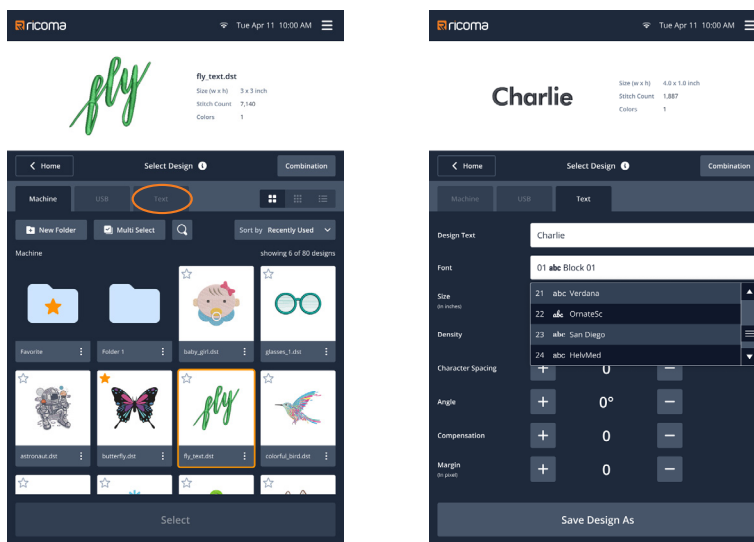 ricoma
Tue Apr 11 10:00 AM
fly
fly_text.dst
Size (w x h) 3 x 3 inch
Stitch Count 7,140
Colors 1
Home
Select Design
Combination
Machine
USB
Text
New Folder
Multi Select
Sort by Recently Used
Machine
showing 6 of 80 designs
Favorite
Folder 1
baby_girl.dst
glasses_1.dst
fly
astronaut.dst
butterfly.dst
fly_text.dst
colorful_bird.dst
Select
ricoma
Tue Apr 11 10:00 AM
Charlie
Size (w x h) 4.0 x 1.0 inch
Stitch Count 1,887
Colors 1
Home
Select Design
Combination
Machine
USB
Text
Design Text
Charlie
Font
01 abc Block 01
Size
(in inches)
21 abc Verdana
22 abc OrnateSc
Density
23 abc San Diego
24 abc HelvMed
Character Spacing
+ 0 −
Angle
+ 0° −
Compensation
+ 0 −
Margin
(in pixel)
+ 0 −
Save Design As